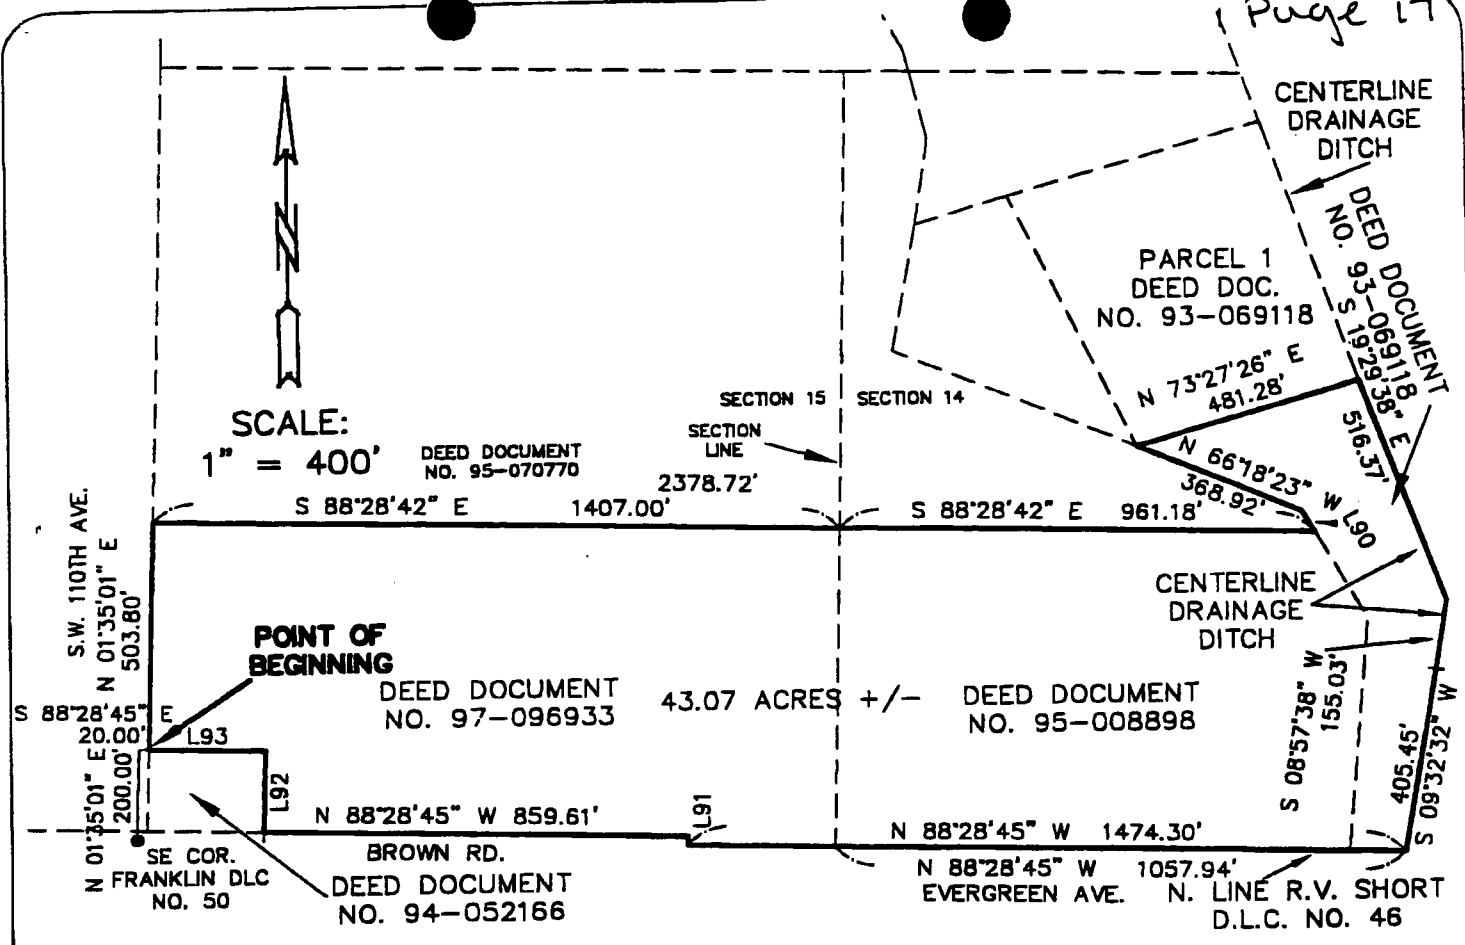 Page 17
CENTERLINE
DRAINAGE
DITCH
DEED DOCUMENT
NO. 93-069118
S 19°29'38" E
516.37'
PARCEL 1
DEED DOC.
NO. 93-069118
N 73°27'26" E
481.28'
N
SCALE:
1" = 400'
DEED DOCUMENT
NO. 95-070770
SECTION 15
SECTION 14
SECTION
LINE
2378.72'
S 88°28'42" E 1407.00'
S 88°28'42" E 961.18'
N 66°18'23" W
368.92'
L90
S.W. 110TH AVE.
N 01°35'01" E
503.80'
POINT OF
BEGINNING
CENTERLINE
DRAINAGE
DITCH
DEED DOCUMENT
NO. 97-096933
43.07 ACRES +/-
DEED DOCUMENT
NO. 95-008898
S 08°57'38" W
155.03'
405.45'
S 09°32'32" W
S 88°28'45" E
20.00'
L93
N 01°35'01" E
200.00'
L92
N 88°28'45" W 859.61'
L91
N 88°28'45" W 1474.30'
SE COR.
FRANKLIN DLC
NO. 50
BROWN RD.
DEED DOCUMENT
NO. 94-052166
N 88°28'45" W 1057.94'
EVERGREEN AVE.
N. LINE R.V. SHORT
D.L.C. NO. 46